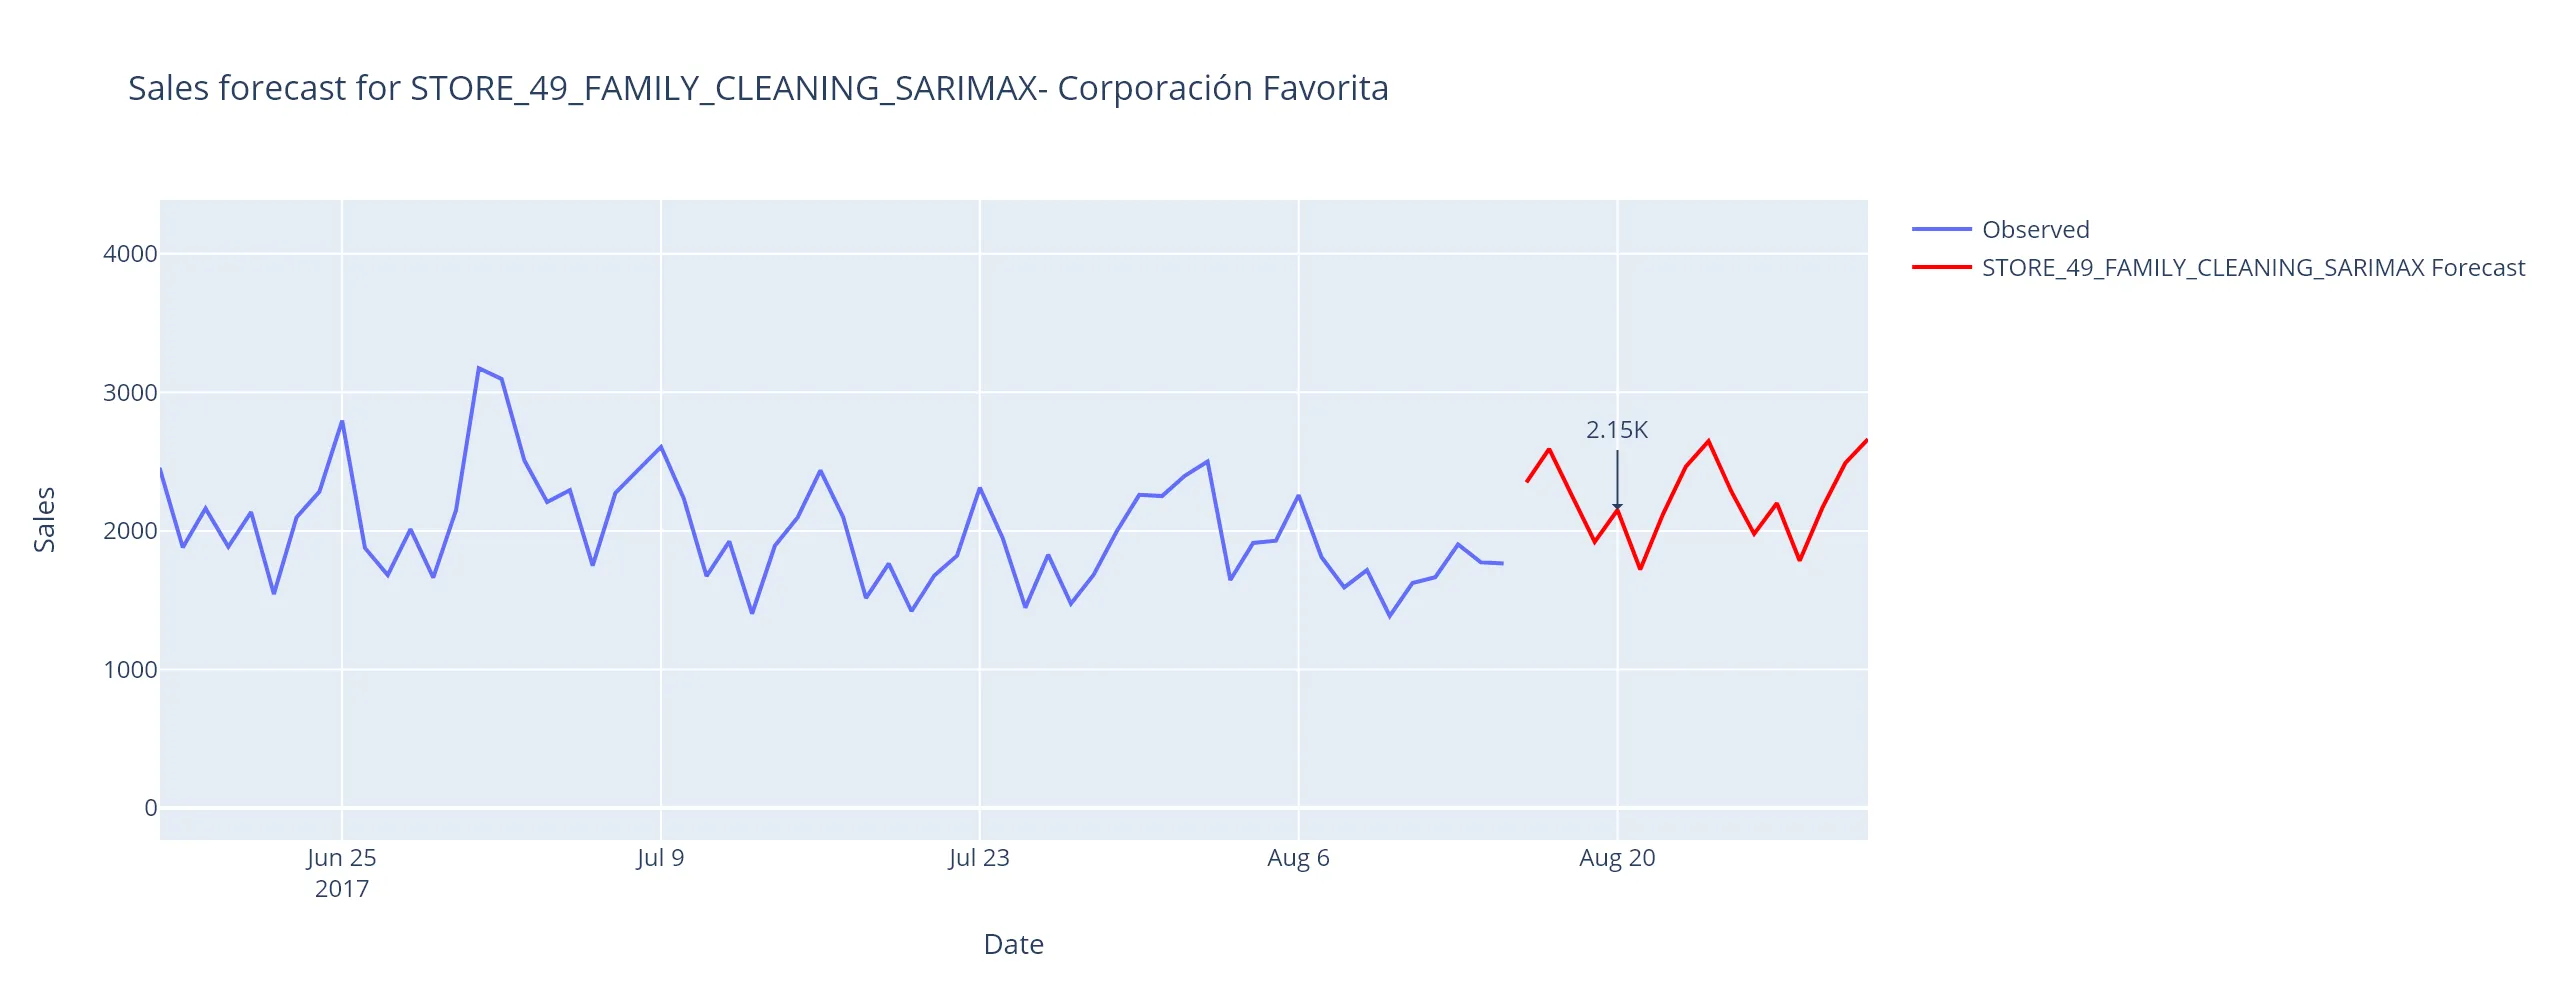 Sales forecast for STORE_49_FAMILY_CLEANING_SARIMAX- Corporación Favorita
Observed
STORE_49_FAMILY_CLEANING_SARIMAX Forecast
4000
3000
2000
1000
0
Sales
2.15K
Jun 25
2017
Jul 9
Jul 23
Aug 6
Aug 20
Date